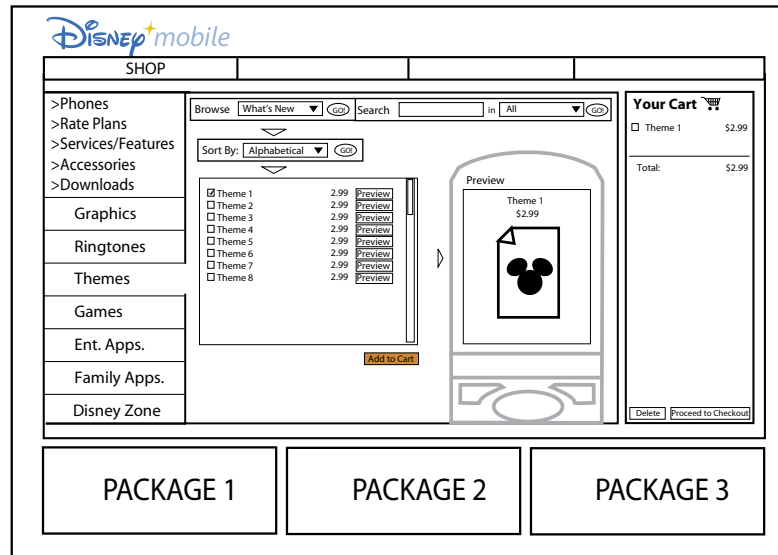 Disney mobile
SHOP
>Phones
>Rate Plans
>Services/Features
>Accessories
>Downloads
Graphics
Ringtones
Themes
Games
Ent. Apps.
Family Apps.
Disney Zone
Browse What's New GO! Search in All GO!
Sort By: Alphabetical GO!
Theme 1 2.99 Preview
Theme 2 2.99 Preview
Theme 3 2.99 Preview
Theme 4 2.99 Preview
Theme 5 2.99 Preview
Theme 6 2.99 Preview
Theme 7 2.99 Preview
Theme 8 2.99 Preview
Add to Cart
Preview
Theme 1
$2.99
Your Cart
Theme 1 $2.99
Total: $2.99
Delete Proceed to Checkout
PACKAGE 1 PACKAGE 2 PACKAGE 3